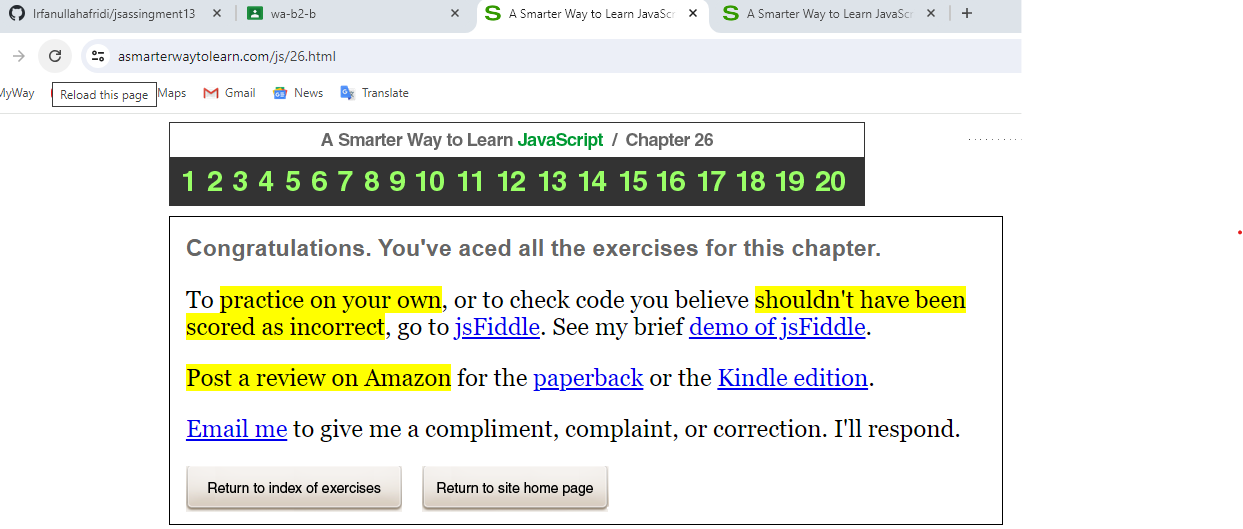 Irfanullahafridi/jsassingment13 wa-b2-b A Smarter Way to Learn JavaScr A Smarter Way to Learn JavaScr
asmarterwaytolearn.com/js/26.html
MyWay Reload this page Maps Gmail News Translate
A Smarter Way to Learn JavaScript / Chapter 26
1 2 3 4 5 6 7 8 9 10 11 12 13 14 15 16 17 18 19 20
Congratulations. You've aced all the exercises for this chapter.
To practice on your own, or to check code you believe shouldn't have been
scored as incorrect, go to jsFiddle. See my brief demo of jsFiddle.
Post a review on Amazon for the paperback or the Kindle edition.
Email me to give me a compliment, complaint, or correction. I'll respond.
Return to index of exercises Return to site home page